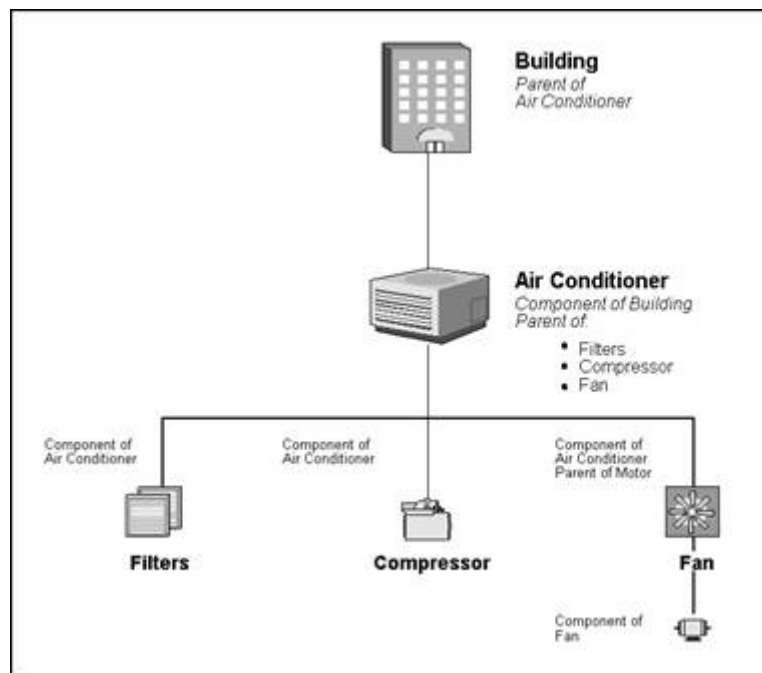 Building
Parent of
Air Conditioner
Air Conditioner
Component of Building
Parent of:
• Filters
• Compressor
• Fan
Component of
Air Conditioner
Component of
Air Conditioner
Component of
Air Conditioner
Parent of Motor
Filters
Compressor
Fan
Component of
Fan